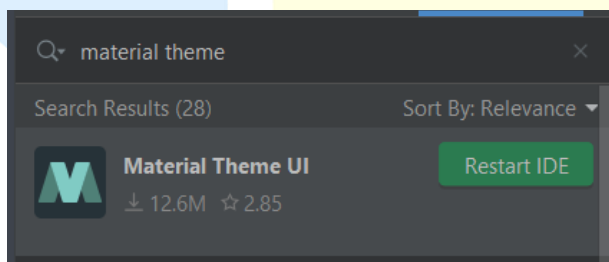 material theme
Search Results (28) Sort By: Relevance
Material Theme UI Restart IDE
12.6M 2.85